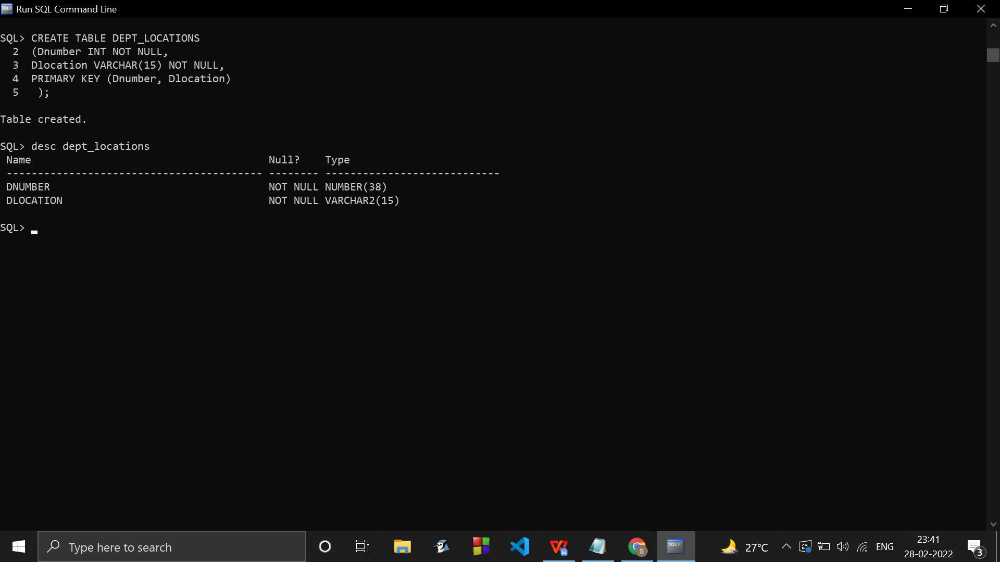 Run SQL Command Line
SQL> CREATE TABLE DEPT_LOCATIONS
  2  (Dnumber INT NOT NULL,
  3  Dlocation VARCHAR(15) NOT NULL,
  4  PRIMARY KEY (Dnumber, Dlocation)
  5   );
Table created.
SQL> desc dept_locations
 Name                                      Null?    Type
 ----------------------------------------- -------- ----------------------------
 DNUMBER                                   NOT NULL NUMBER(38)
 DLOCATION                                 NOT NULL VARCHAR2(15)
SQL>
Type here to search
27°C
ENG
23:41
28-02-2022
3